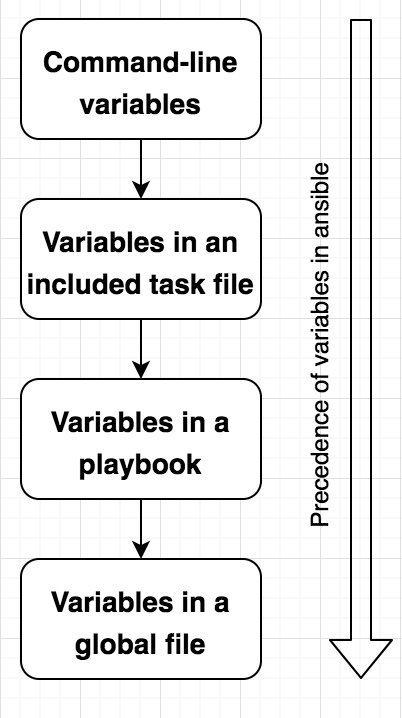 Command-line
variables
Variables in an
included task file
Variables in a
playbook
Variables in a
global file
Precedence of variables in ansible